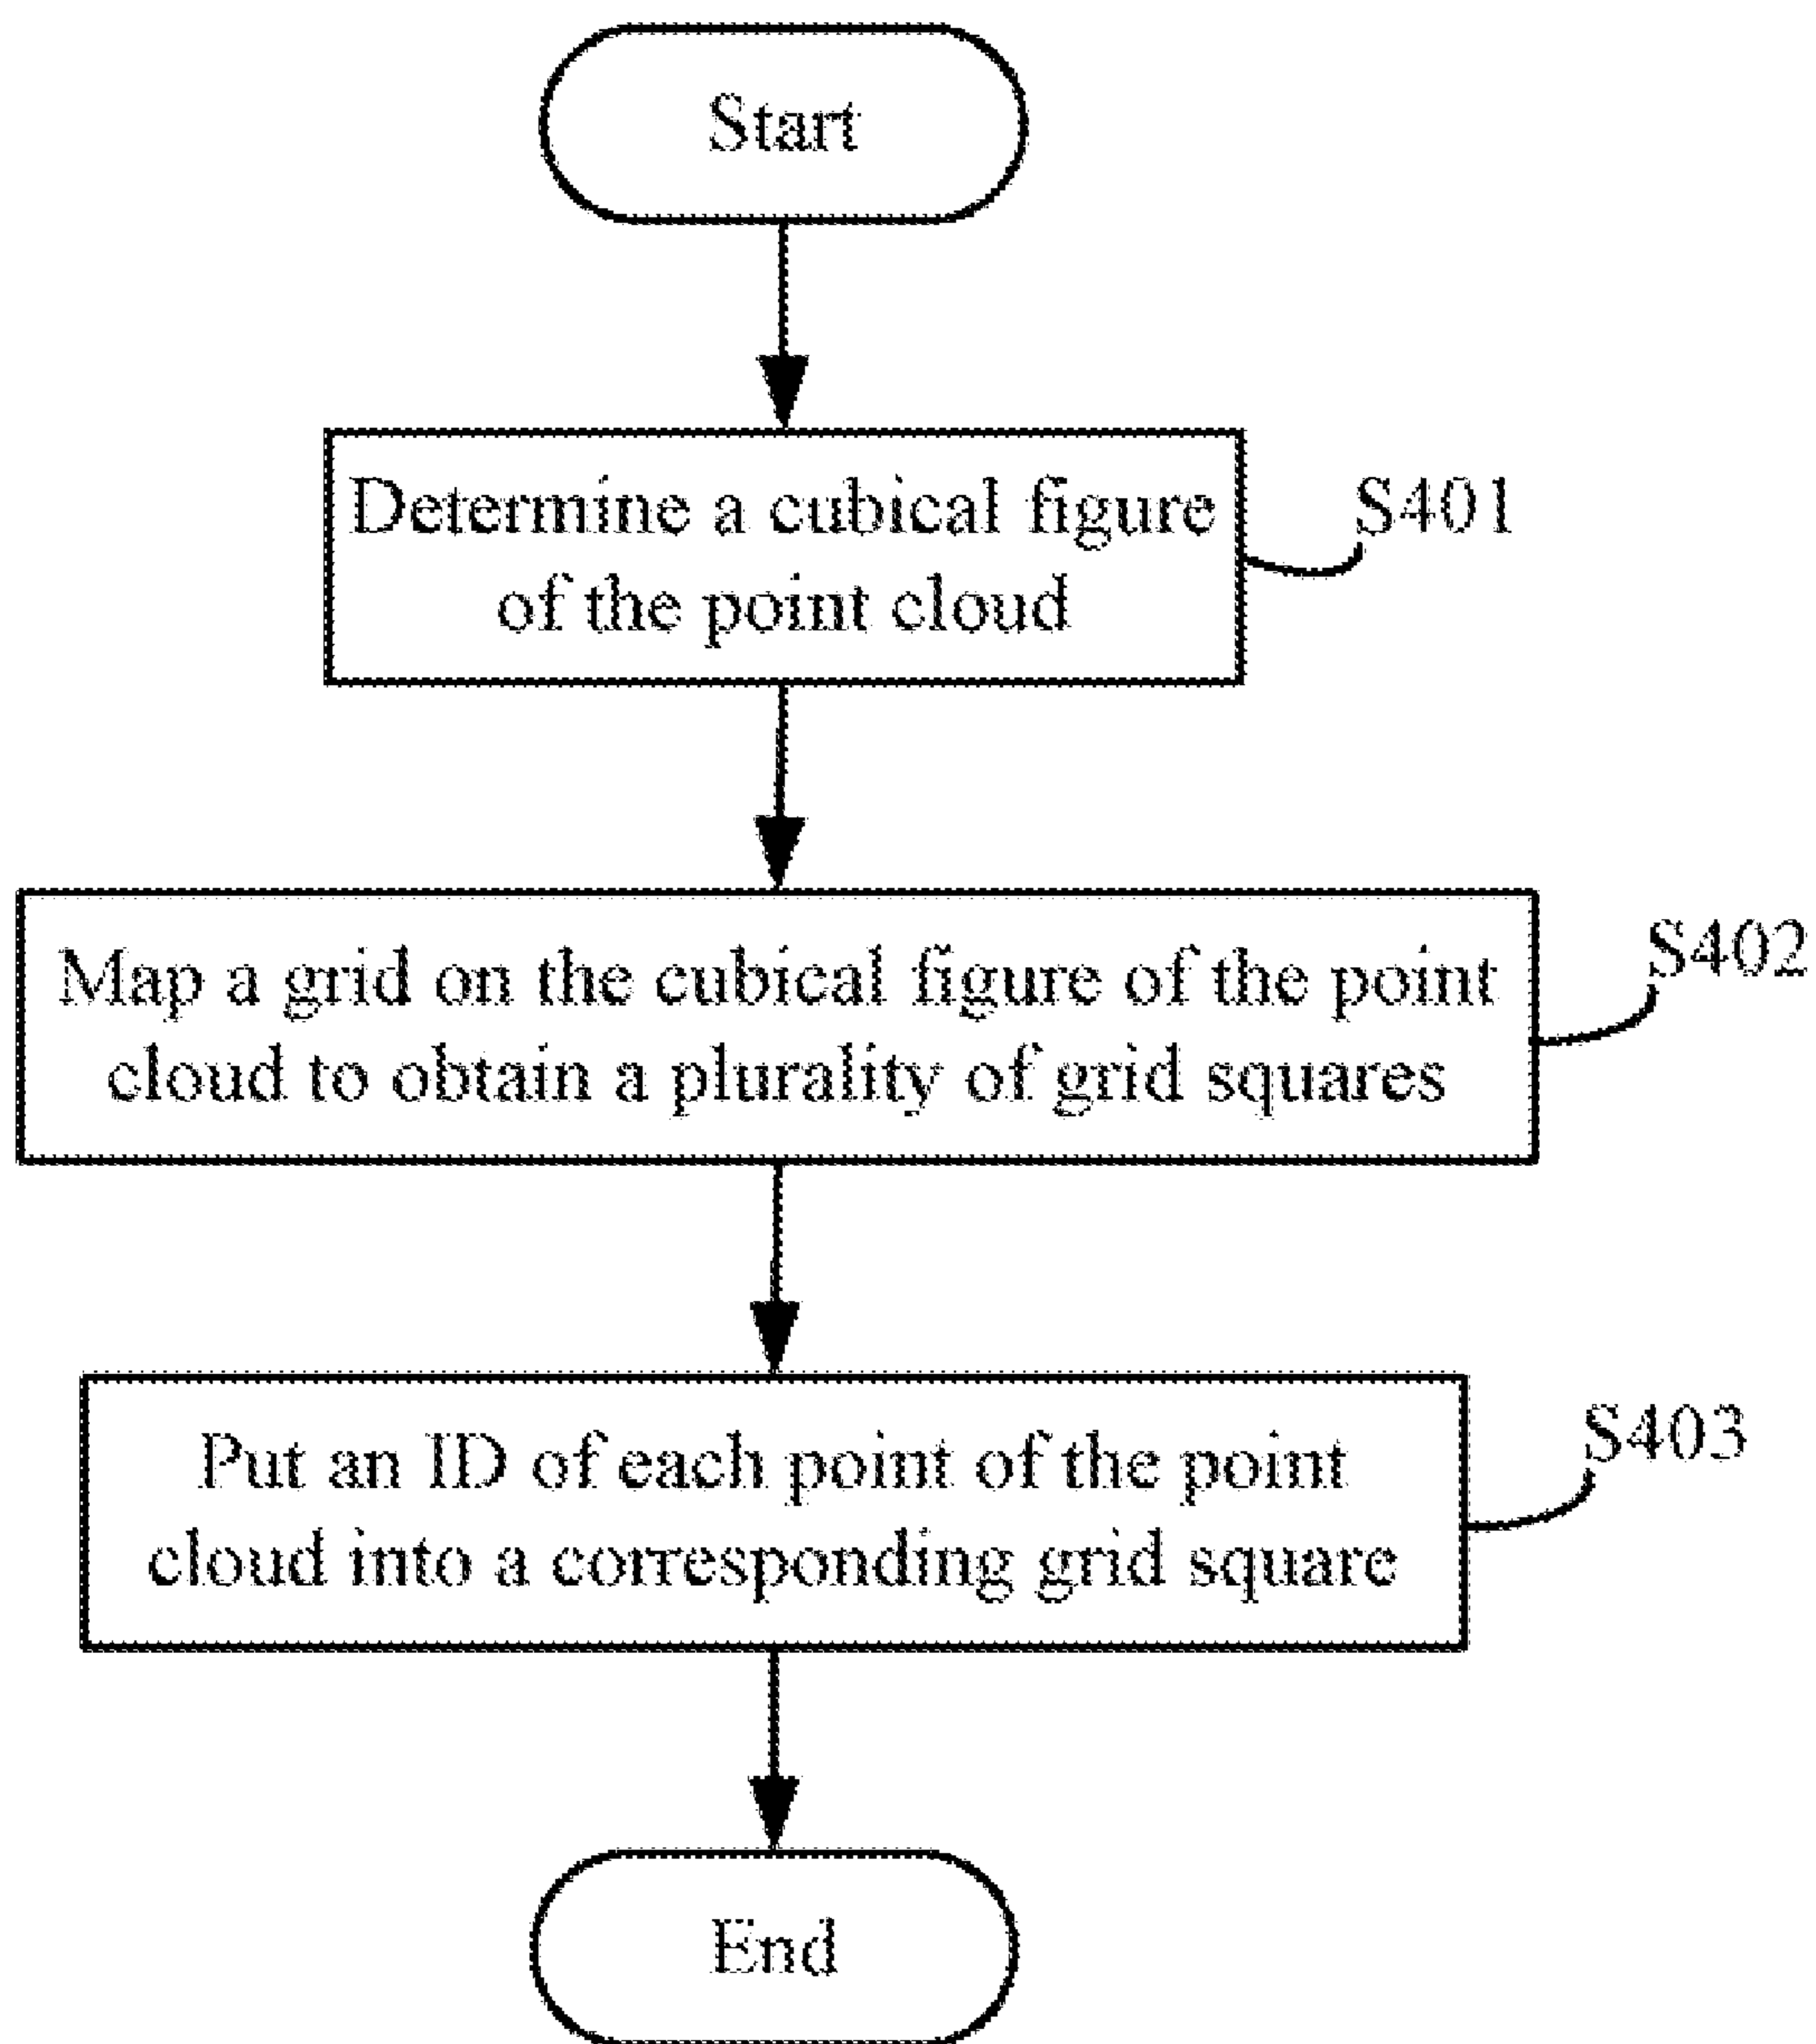 Start
Determine a cubical figure
of the point cloud
S401
Map a grid on the cubical figure of the point
cloud to obtain a plurality of grid squares
S402
Put an ID of each point of the point
cloud into a corresponding grid square
S403
End